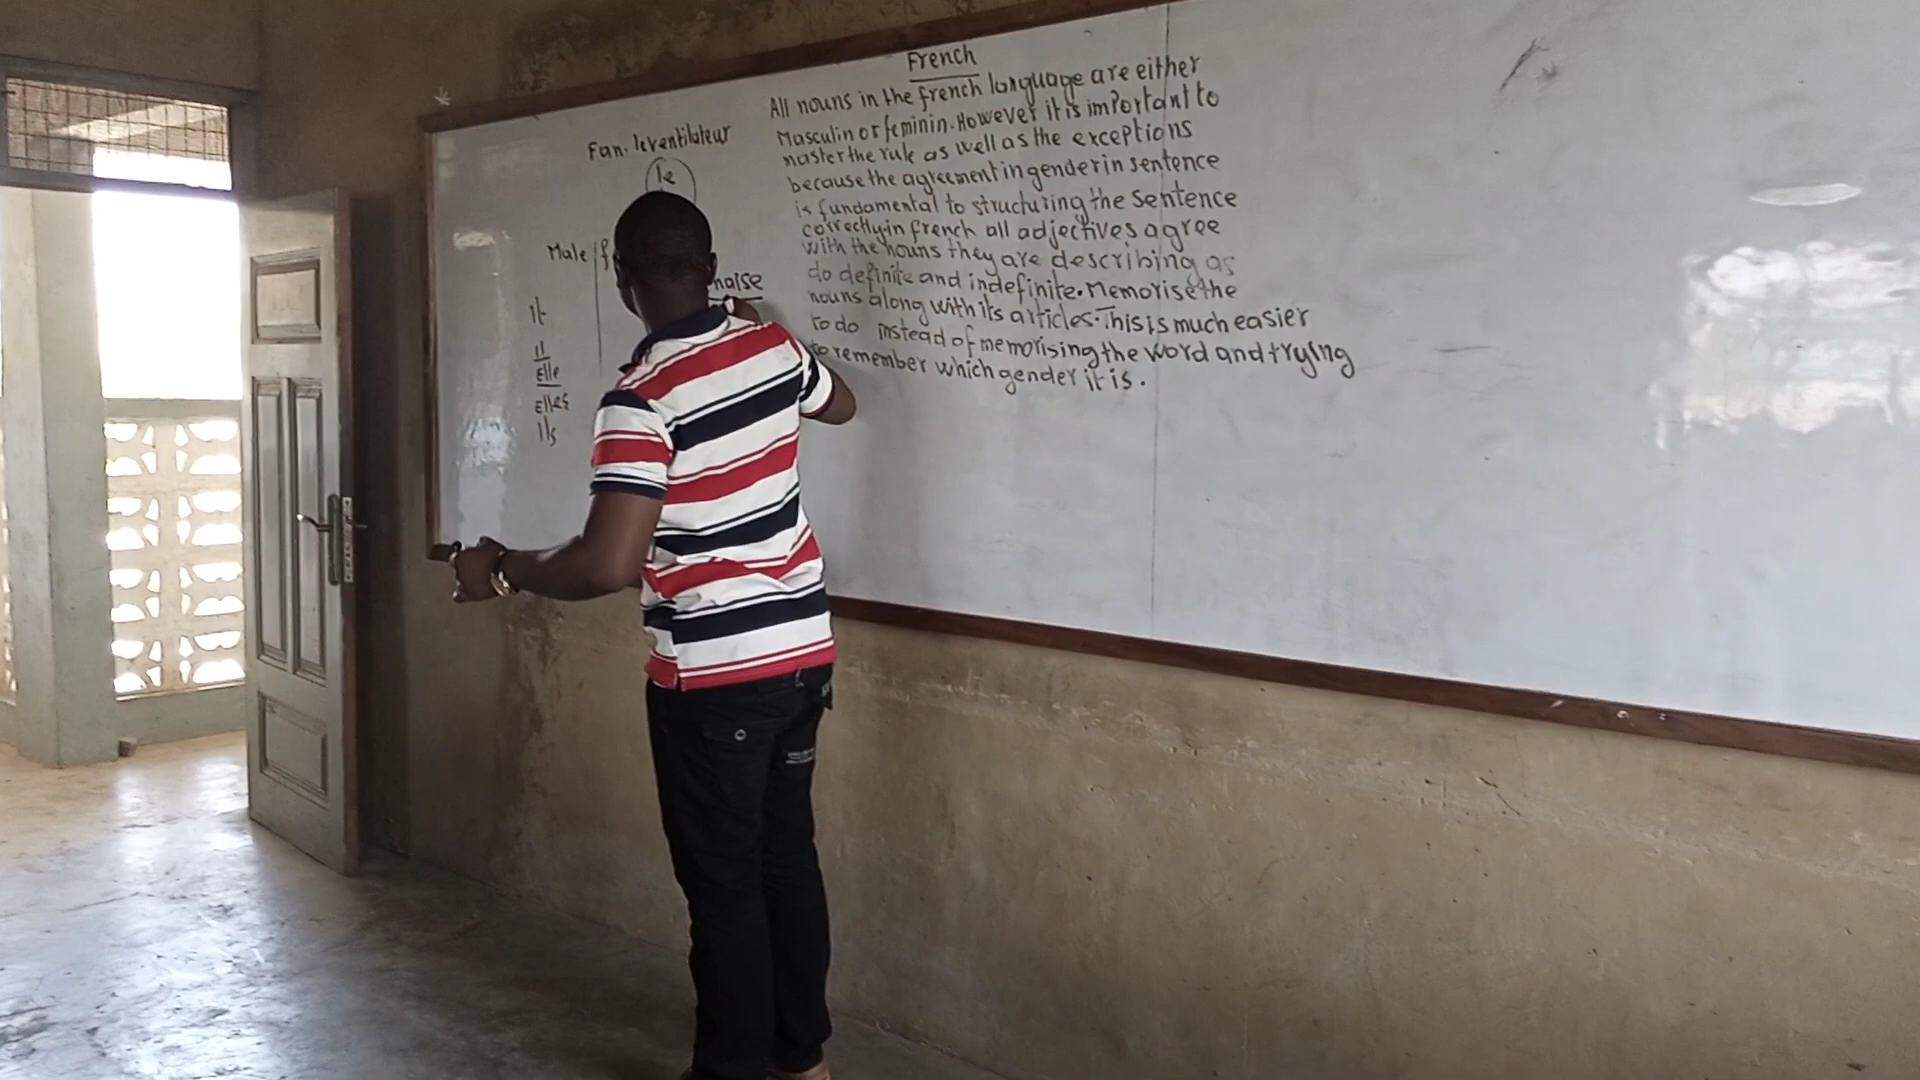 French
All nouns in the french language are either
Masculin or feminin. However it is important to
master the rule as well as the exceptions
because the agreement in gender in sentence
is fundamental to structuring the sentence
correctly in french all adjectives agree
with the nouns they are describing as
do definite and indefinite. Memorise the
nouns along with its articles. This is much easier
to do instead of memorising the word and trying
to remember which gender it is.
Fan. le ventilateur
le
Male f
naise
It
Il
Elle
Elles
Ils